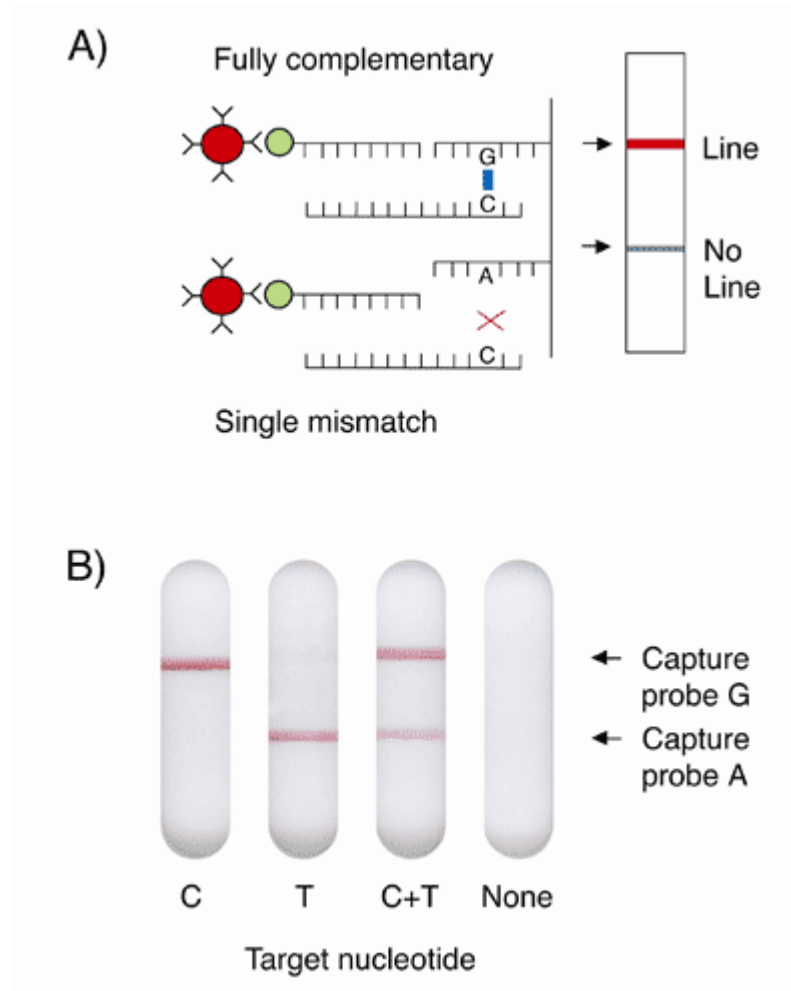 A)
Fully complementary
G
C
Line
A
C
No
Line
Single mismatch
B)
Capture
probe G
Capture
probe A
C T C+T None
Target nucleotide